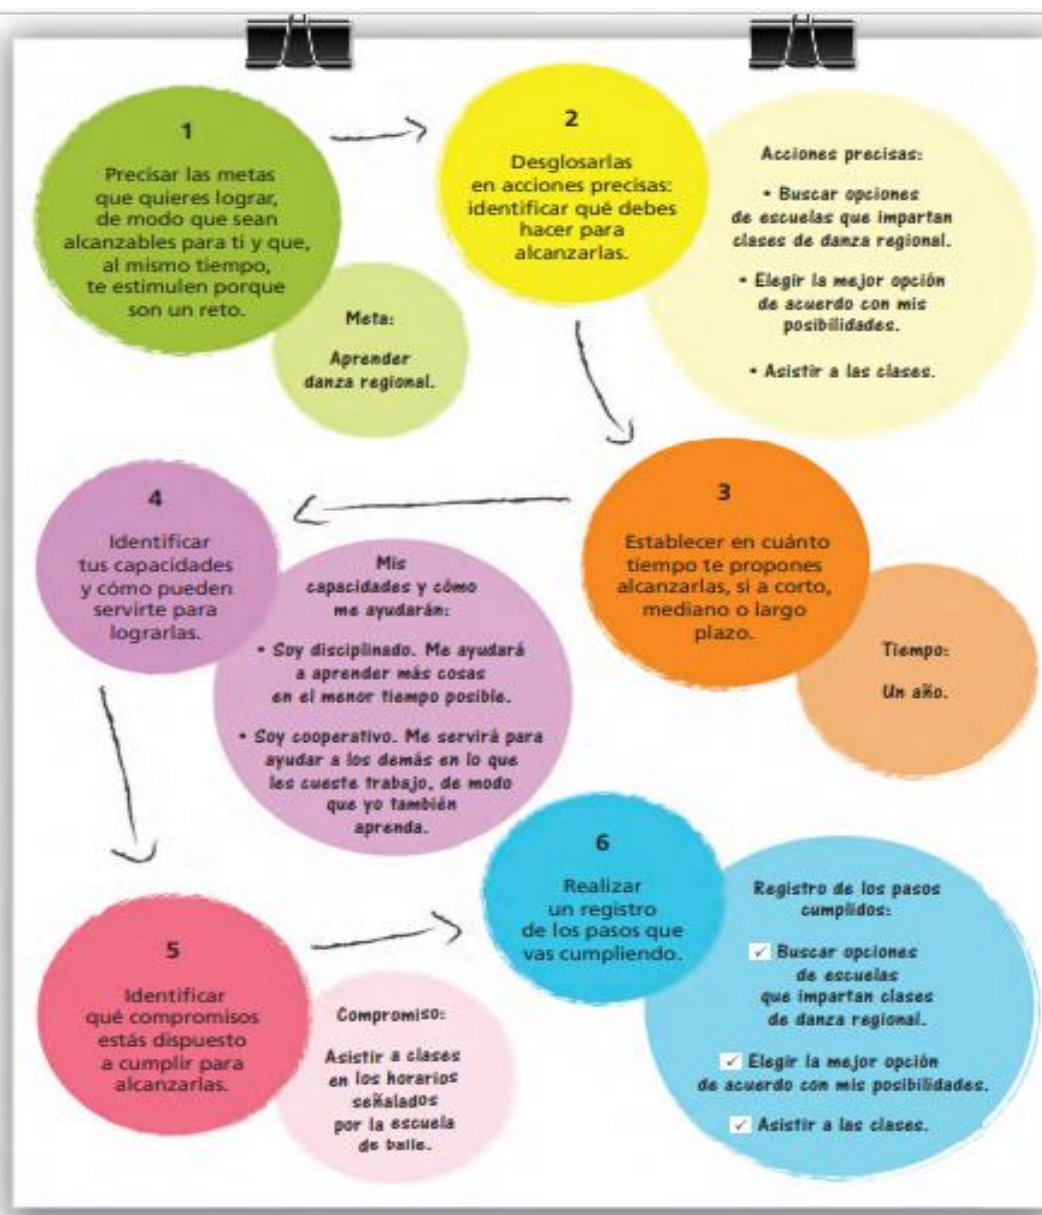 1
Precisar las metas
que quieres lograr,
de modo que sean
alcanzables para ti y que,
al mismo tiempo,
te estimulen porque
son un reto.
Meta:
Aprender
danza regional.
2
Desglosarlas
en acciones precisas:
identificar qué debes
hacer para
alcanzarlas.
Acciones precisas:
• Buscar opciones
de escuelas que impartan
clases de danza regional.
• Elegir la mejor opción
de acuerdo con mis
posibilidades.
• Asistir a las clases.
3
Establecer en cuánto
tiempo te propones
alcanzarlas, si a corto,
mediano o largo
plazo.
Tiempo:
Un año.
4
Identificar
tus capacidades
y cómo pueden
servirte para
lograrlas.
Mis
capacidades y cómo
me ayudarán:
• Soy disciplinado. Me ayudará
a aprender más cosas
en el menor tiempo posible.
• Soy cooperativo. Me servirá para
ayudar a los demás en lo que
les cueste trabajo, de modo
que yo también
aprenda.
5
Identificar
qué compromisos
estás dispuesto
a cumplir para
alcanzarlas.
Compromiso:
Asistir a clases
en los horarios
señalados
por la escuela
de baile.
6
Realizar
un registro
de los pasos que
vas cumpliendo.
Registro de los pasos
cumplidos:
✓ Buscar opciones
de escuelas
que impartan clases
de danza regional.
✓ Elegir la mejor opción
de acuerdo con mis posibilidades.
✓ Asistir a las clases.